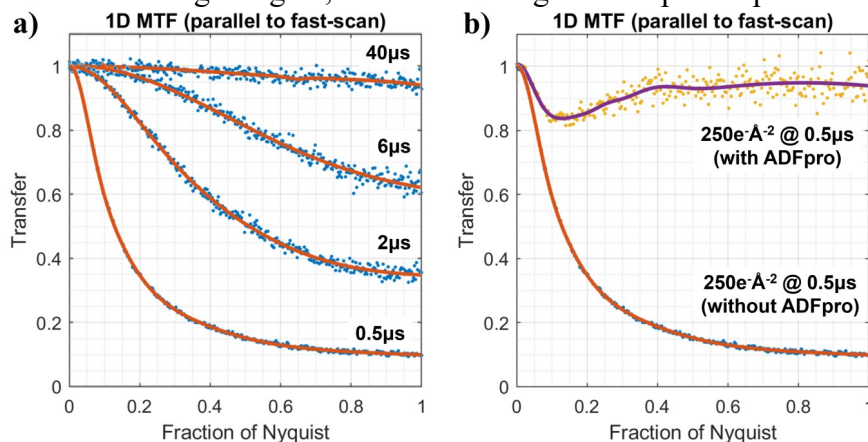 a)
1D MTF (parallel to fast-scan)
Transfer
1
0.8
0.6
0.4
0.2
0
40µs
6µs
2µs
0.5µs
0 0.2 0.4 0.6 0.8 1
Fraction of Nyquist
b)
1D MTF (parallel to fast-scan)
Transfer
1
0.8
0.6
0.4
0.2
0
250e⁻Å⁻² @ 0.5µs
(with ADFpro)
250e⁻Å⁻² @ 0.5µs
(without ADFpro)
0 0.2 0.4 0.6 0.8 1
Fraction of Nyquist